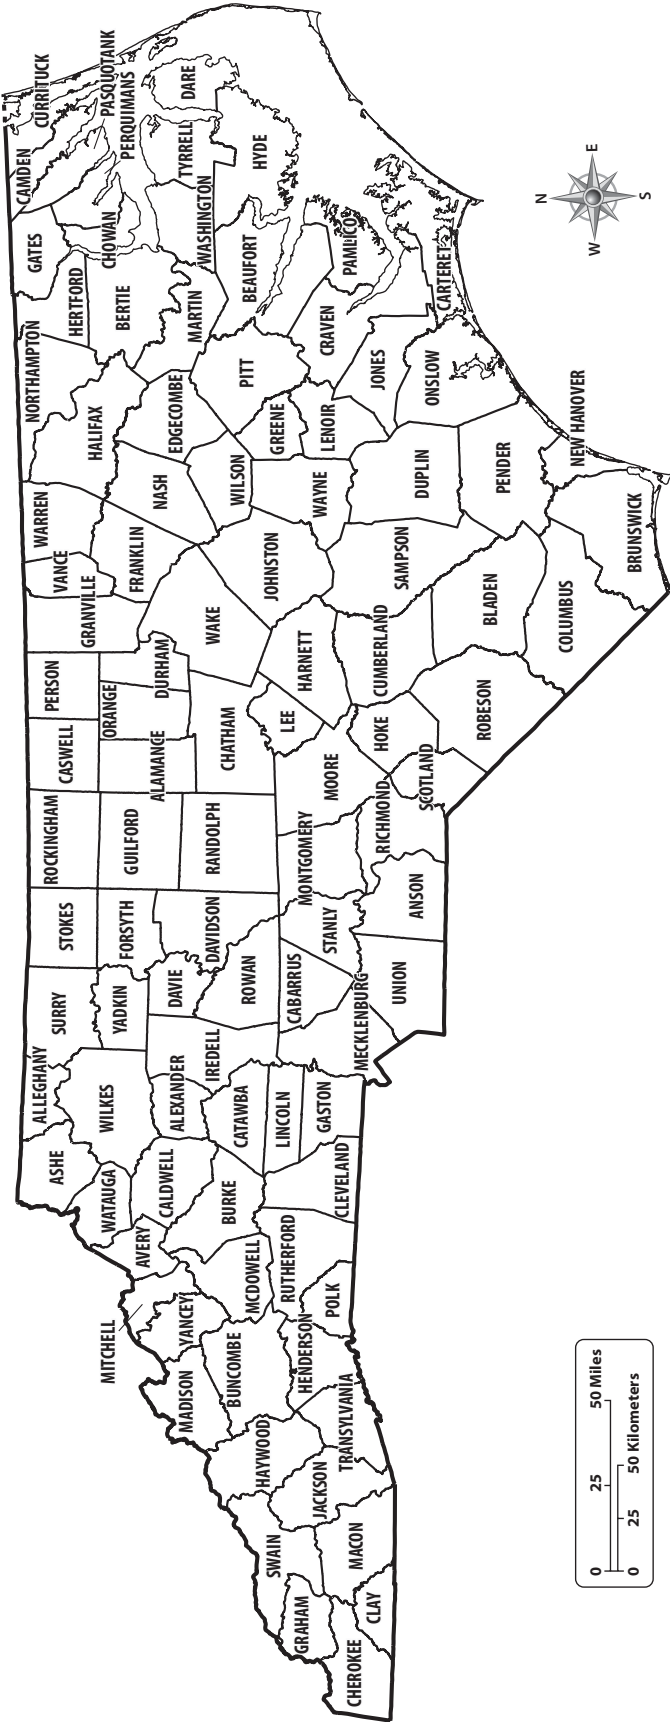 CURRITUCK
CAMDEN
PASQUOTANK
PERQUIMANS
GATES
CHOWAN
HERTFORD
NORTHAMPTON
BERTIE
HALIFAX
WARREN
VANCE
GRANVILLE
PERSON
CASWELL
ROCKINGHAM
STOKES
SURRY
ALLEGHANY
ASHE
DARE
TYRRELL
WASHINGTON
MARTIN
EDGECOMBE
NASH
FRANKLIN
DURHAM
ORANGE
ALAMANCE
GUILFORD
FORSYTH
YADKIN
WILKES
WATAUGA
HYDE
BEAUFORT
PITT
GREENE
WILSON
JOHNSTON
WAKE
CHATHAM
RANDOLPH
DAVIDSON
DAVIE
ROWAN
IREDELL
ALEXANDER
CATAWBA
CALDWELL
BURKE
AVERY
MITCHELL
YANCEY
MCDOWELL
MADISON
BUNCOMBE
HAYWOOD
SWAIN
GRAHAM
CHEROKEE
CLAY
MACON
JACKSON
TRANSYLVANIA
HENDERSON
POLK
RUTHERFORD
CLEVELAND
LINCOLN
GASTON
MECKLENBURG
CABARRUS
UNION
STANLY
ANSON
MONTGOMERY
RICHMOND
MOORE
LEE
HARNETT
HOKE
SCOTLAND
CUMBERLAND
ROBESON
SAMPSON
BLADEN
COLUMBUS
BRUNSWICK
NEW HANOVER
PENDER
DUPLIN
WAYNE
LENOIR
JONES
ONSLOW
CRAVEN
PAMLICO
CARTERET
N
E
S
W
0 25 50 Miles
0 25 50 Kilometers